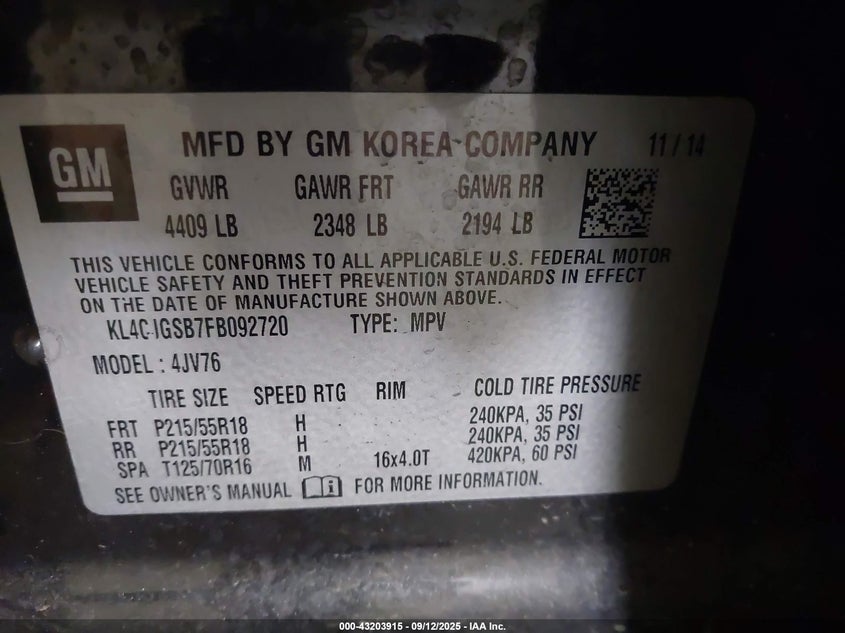 GM
MFD BY GM KOREA COMPANY 11/14
GVWR GAWR FRT GAWR RR
4409 LB 2348 LB 2194 LB
THIS VEHICLE CONFORMS TO ALL APPLICABLE U.S. FEDERAL MOTOR
VEHICLE SAFETY AND THEFT PREVENTION STANDARDS IN EFFECT
ON THE DATE OF MANUFACTURE SHOWN ABOVE.
KL4CJGSB7FB092720 TYPE: MPV
MODEL : 4JV76
TIRE SIZE SPEED RTG RIM COLD TIRE PRESSURE
FRT P215/55R18 H 240KPA, 35 PSI
RR P215/55R18 H 240KPA, 35 PSI
SPA T125/70R16 M 16x4.0T 420KPA, 60 PSI
SEE OWNER'S MANUAL FOR MORE INFORMATION.
000-43203915 - 09/12/2025 - IAA Inc.